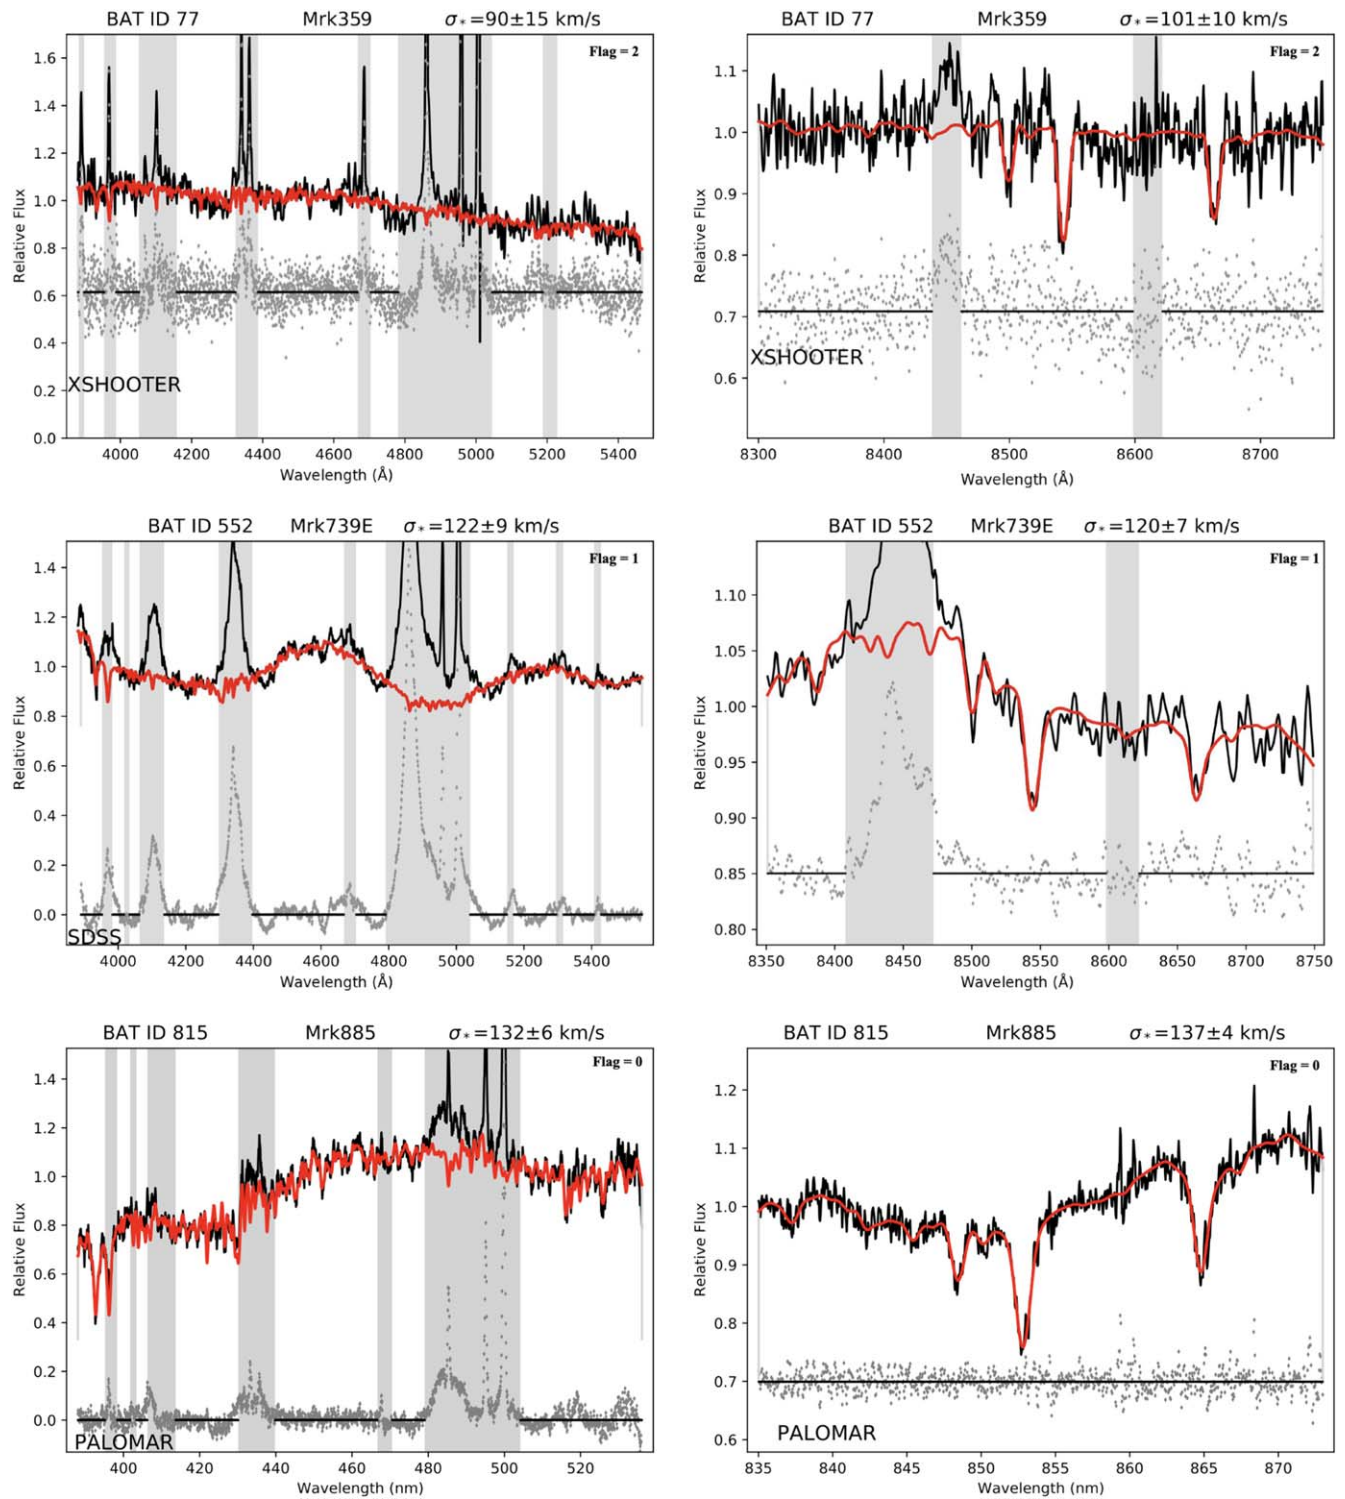 BAT ID 77 Mrk359 σ*=90±15 km/s
Flag = 2
1.6
1.4
1.2
1.0
0.8
0.6
0.4
0.2
0.0
Relative Flux
XSHOOTER
4000 4200 4400 4600 4800 5000 5200 5400
Wavelength (Å)
BAT ID 77 Mrk359 σ*=101±10 km/s
Flag = 2
1.1
1.0
0.9
0.8
0.7
0.6
Relative Flux
XSHOOTER
8300 8400 8500 8600 8700
Wavelength (Å)
BAT ID 552 Mrk739E σ*=122±9 km/s
Flag = 1
1.4
1.2
1.0
0.8
0.6
0.4
0.2
0.0
Relative Flux
SDSS
4000 4200 4400 4600 4800 5000 5200 5400
Wavelength (Å)
BAT ID 552 Mrk739E σ*=120±7 km/s
Flag = 1
1.10
1.05
1.00
0.95
0.90
0.85
0.80
Relative Flux
8350 8400 8450 8500 8550 8600 8650 8700 8750
Wavelength (Å)
BAT ID 815 Mrk885 σ*=132±6 km/s
Flag = 0
1.4
1.2
1.0
0.8
0.6
0.4
0.2
0.0
Relative Flux
PALOMAR
400 420 440 460 480 500 520
Wavelength (nm)
BAT ID 815 Mrk885 σ*=137±4 km/s
Flag = 0
1.2
1.1
1.0
0.9
0.8
0.7
0.6
Relative Flux
PALOMAR
835 840 845 850 855 860 865 870
Wavelength (nm)